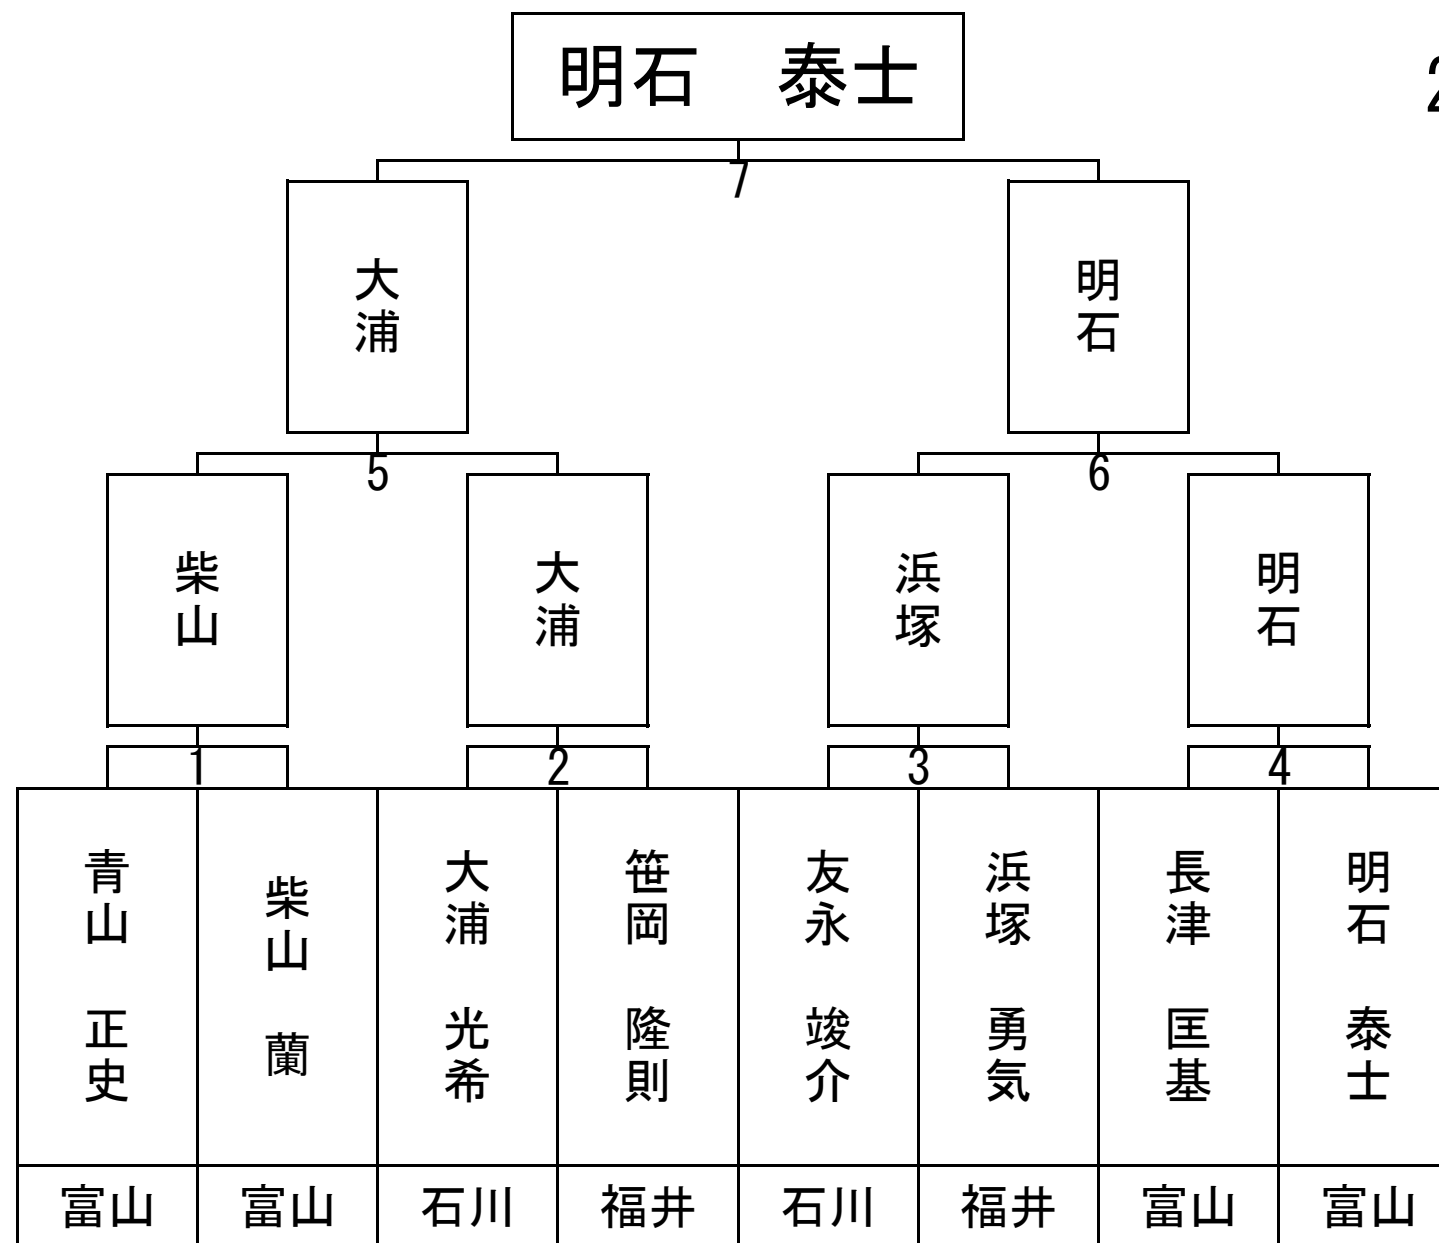 明石　泰士
7
大浦
明石
5
6
柴山
大浦
浜塚
明石
1
2
3
4
青山　正史
柴山　蘭
大浦　光希
笹岡　隆則
友永　竣介
浜塚　勇気
長津　匡基
明石　泰士
富山
富山
石川
福井
石川
福井
富山
富山